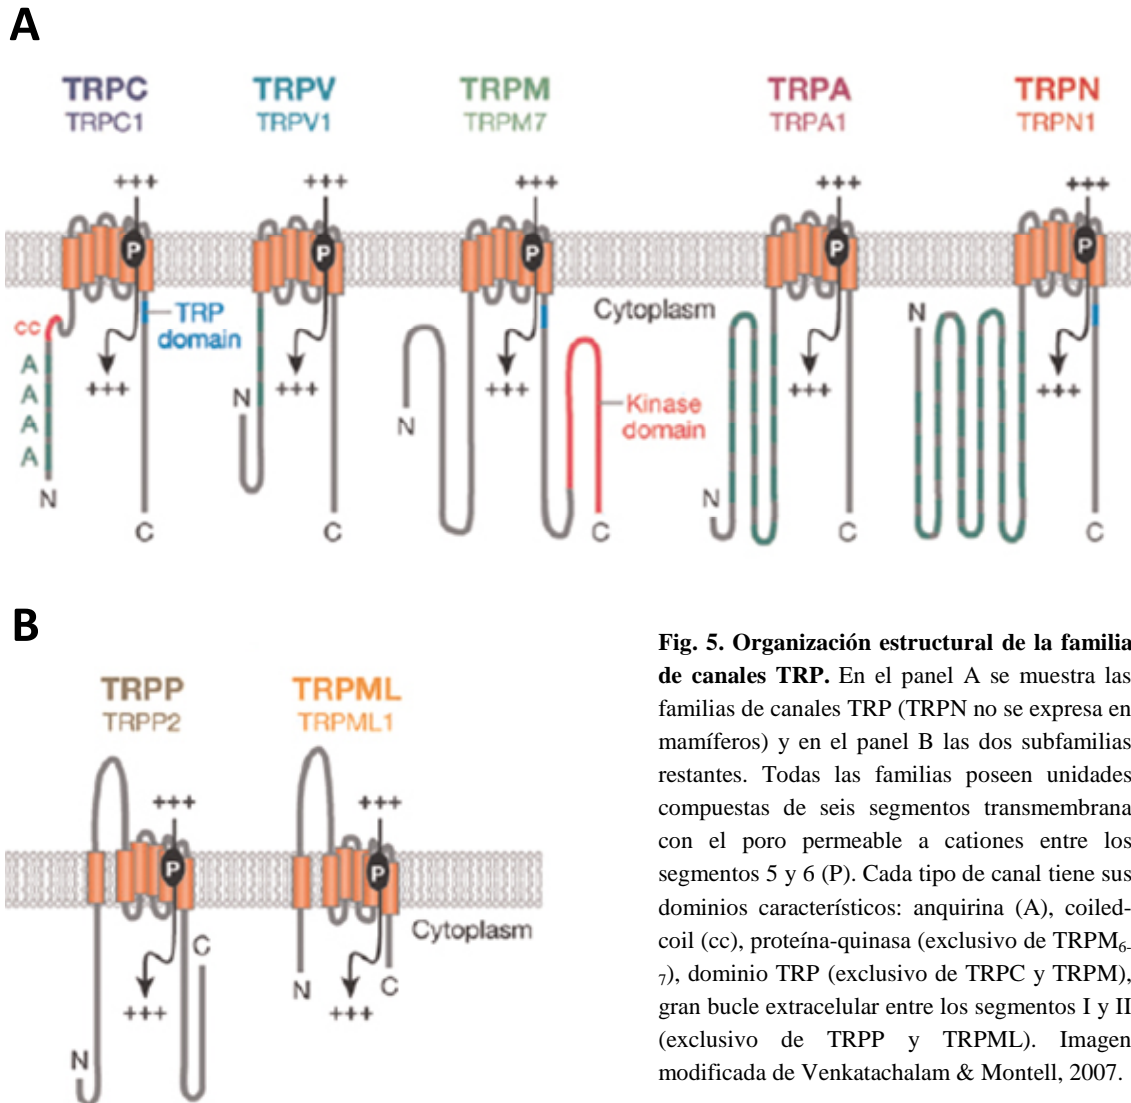 A
TRPC
TRPC1
TRPV
TRPV1
TRPM
TRPM7
TRPA
TRPA1
TRPN
TRPN1
+++ +++ +++ +++ +++
P P P P P
cc
A
A
A
A
N
TRP
domain
+++
C
N
+++
C
N
+++
Cytoplasm
Kinase
domain
C
N
+++
C
N
+++
C
B
TRPP
TRPP2
TRPML
TRPML1
+++ +++
P P
Cytoplasm
N
+++
C
N
+++
C
Fig. 5. Organización estructural de la familia
de canales TRP. En el panel A se muestra las
familias de canales TRP (TRPN no se expresa en
mamíferos) y en el panel B las dos subfamilias
restantes. Todas las familias poseen unidades
compuestas de seis segmentos transmembrana
con el poro permeable a cationes entre los
segmentos 5 y 6 (P). Cada tipo de canal tiene sus
dominios característicos: anquirina (A), coiled-
coil (cc), proteína-quinasa (exclusivo de TRPM6-
7), dominio TRP (exclusivo de TRPC y TRPM),
gran bucle extracelular entre los segmentos I y II
(exclusivo de TRPP y TRPML). Imagen
modificada de Venkatachalam & Montell, 2007.